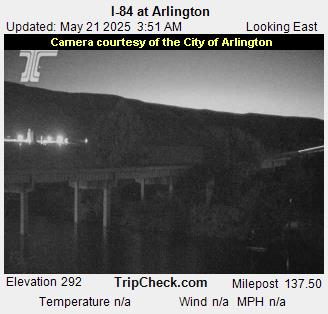 I-84 at Arlington
Updated: May 21 2025 3:51 AM Looking East
Camera courtesy of the City of Arlington
Elevation 292 TripCheck.com Milepost 137.50
Temperature n/a Wind n/a MPH n/a